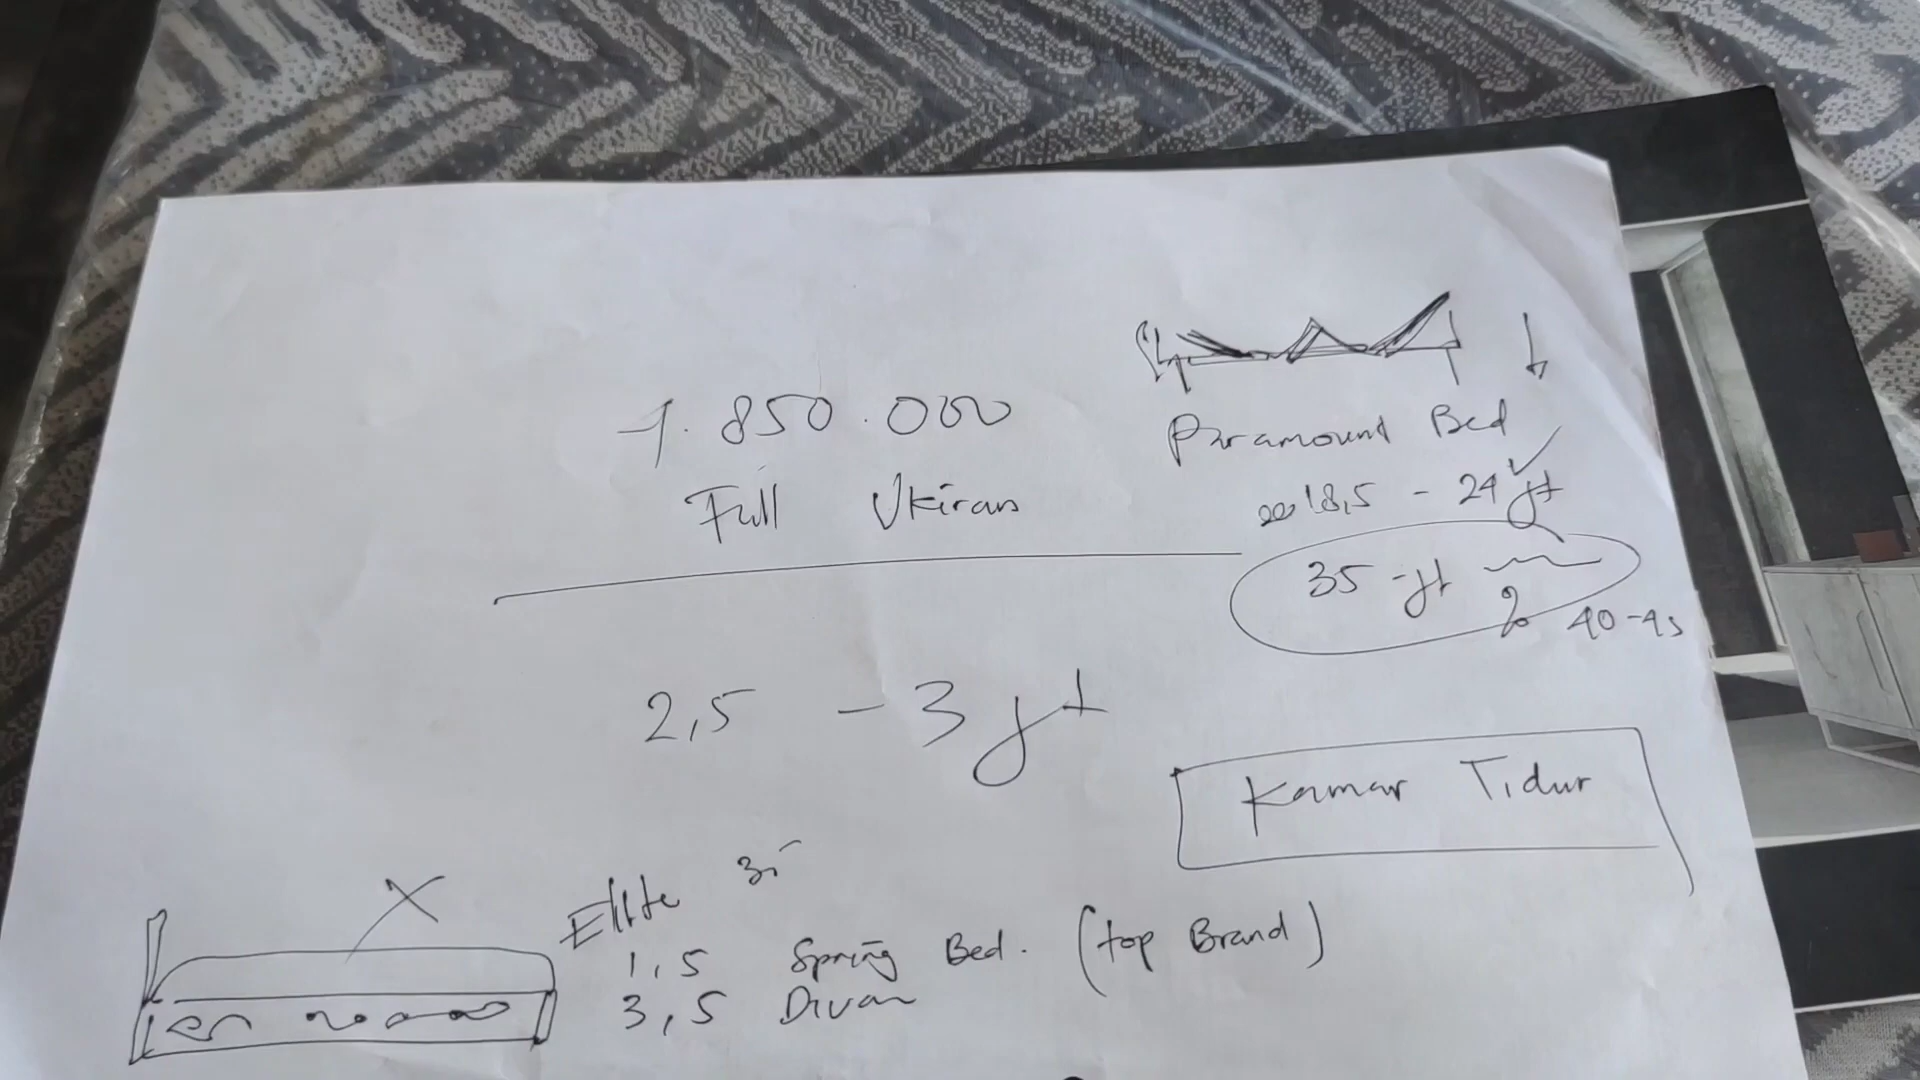 1.850.000
Full Ukiran
Paramount Bed
18,5 - 24 jt
35 jt
40-45
2,5 - 3 jt
Kamar Tidur
Elite
1,5 Spring Bed. (top Brand)
3,5 Divan